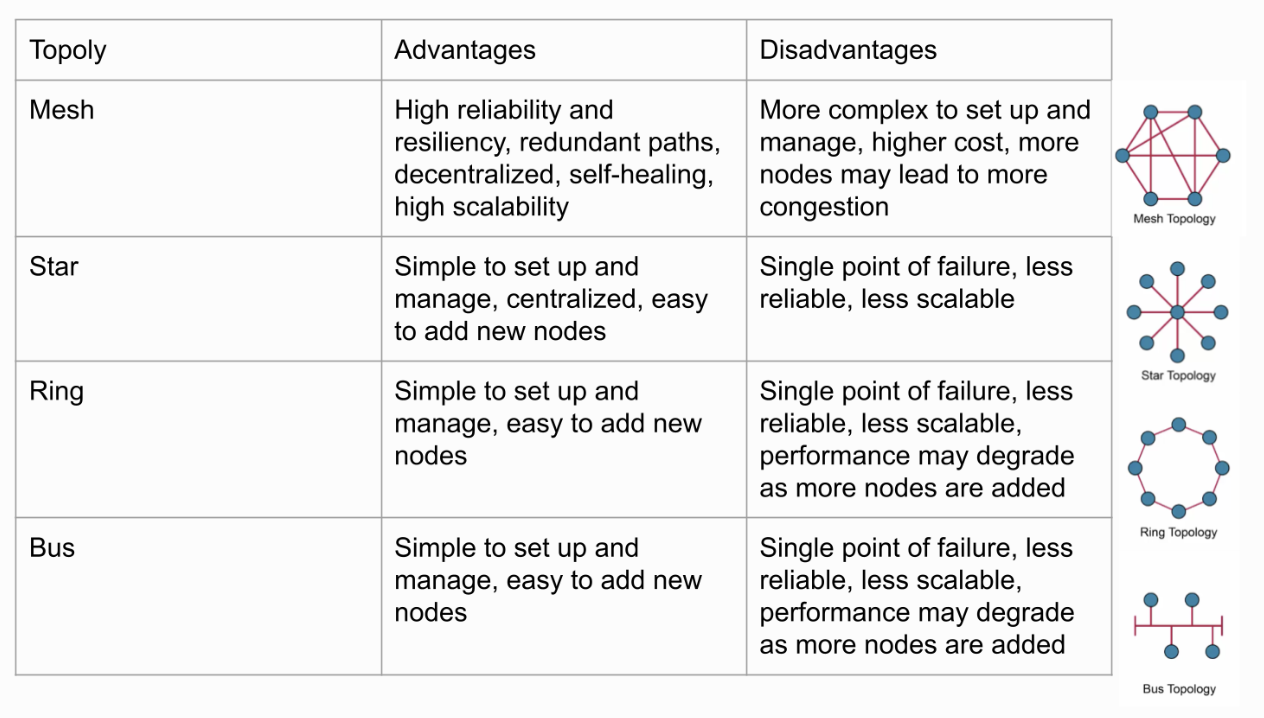 Topoly
Advantages
Disadvantages
Mesh
High reliability and
resiliency, redundant paths,
decentralized, self-healing,
high scalability
More complex to set up and
manage, higher cost, more
nodes may lead to more
congestion
Mesh Topology
Star
Simple to set up and
manage, centralized, easy
to add new nodes
Single point of failure, less
reliable, less scalable
Star Topology
Ring
Simple to set up and
manage, easy to add new
nodes
Single point of failure, less
reliable, less scalable,
performance may degrade
as more nodes are added
Ring Topology
Bus
Simple to set up and
manage, easy to add new
nodes
Single point of failure, less
reliable, less scalable,
performance may degrade
as more nodes are added
Bus Topology